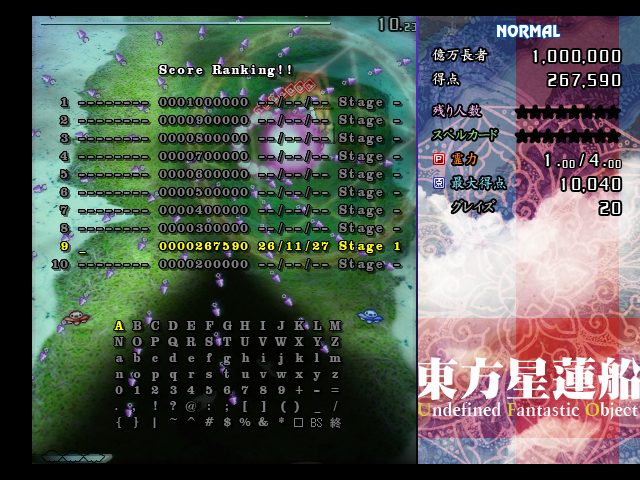 10.23
Score Ranking!!
1 -------- 0001000000 --/--/-- Stage -
2 -------- 0000900000 --/--/-- Stage -
3 -------- 0000800000 --/--/-- Stage -
4 -------- 0000700000 --/--/-- Stage -
5 -------- 0000600000 --/--/-- Stage -
6 -------- 0000500000 --/--/-- Stage -
7 -------- 0000400000 --/--/-- Stage -
8 -------- 0000300000 --/--/-- Stage -
9 _ 0000267590 26/11/27 Stage 1
10 -------- 0000200000 --/--/-- Stage -
A B C D E F G H I J K L M
N O P Q R S T U V W X Y Z
a b c d e f g h i j k l m
n o p q r s t u v w x y z
0 1 2 3 4 5 6 7 8 9 + - =
. , ! ? @ : ; [ ] ( ) _ /
{ } | ~ ^ # $ % & * □ BS 終
NORMAL
億万長者 1,000,000
得点 267,590
残り人数 ★★★★★★★★
スペルカード ★★★★★★★★
P 霊力 1.00/4.00
点 最大得点 10,040
グレイズ 20
東方星蓮船
Undefined Fantastic Object